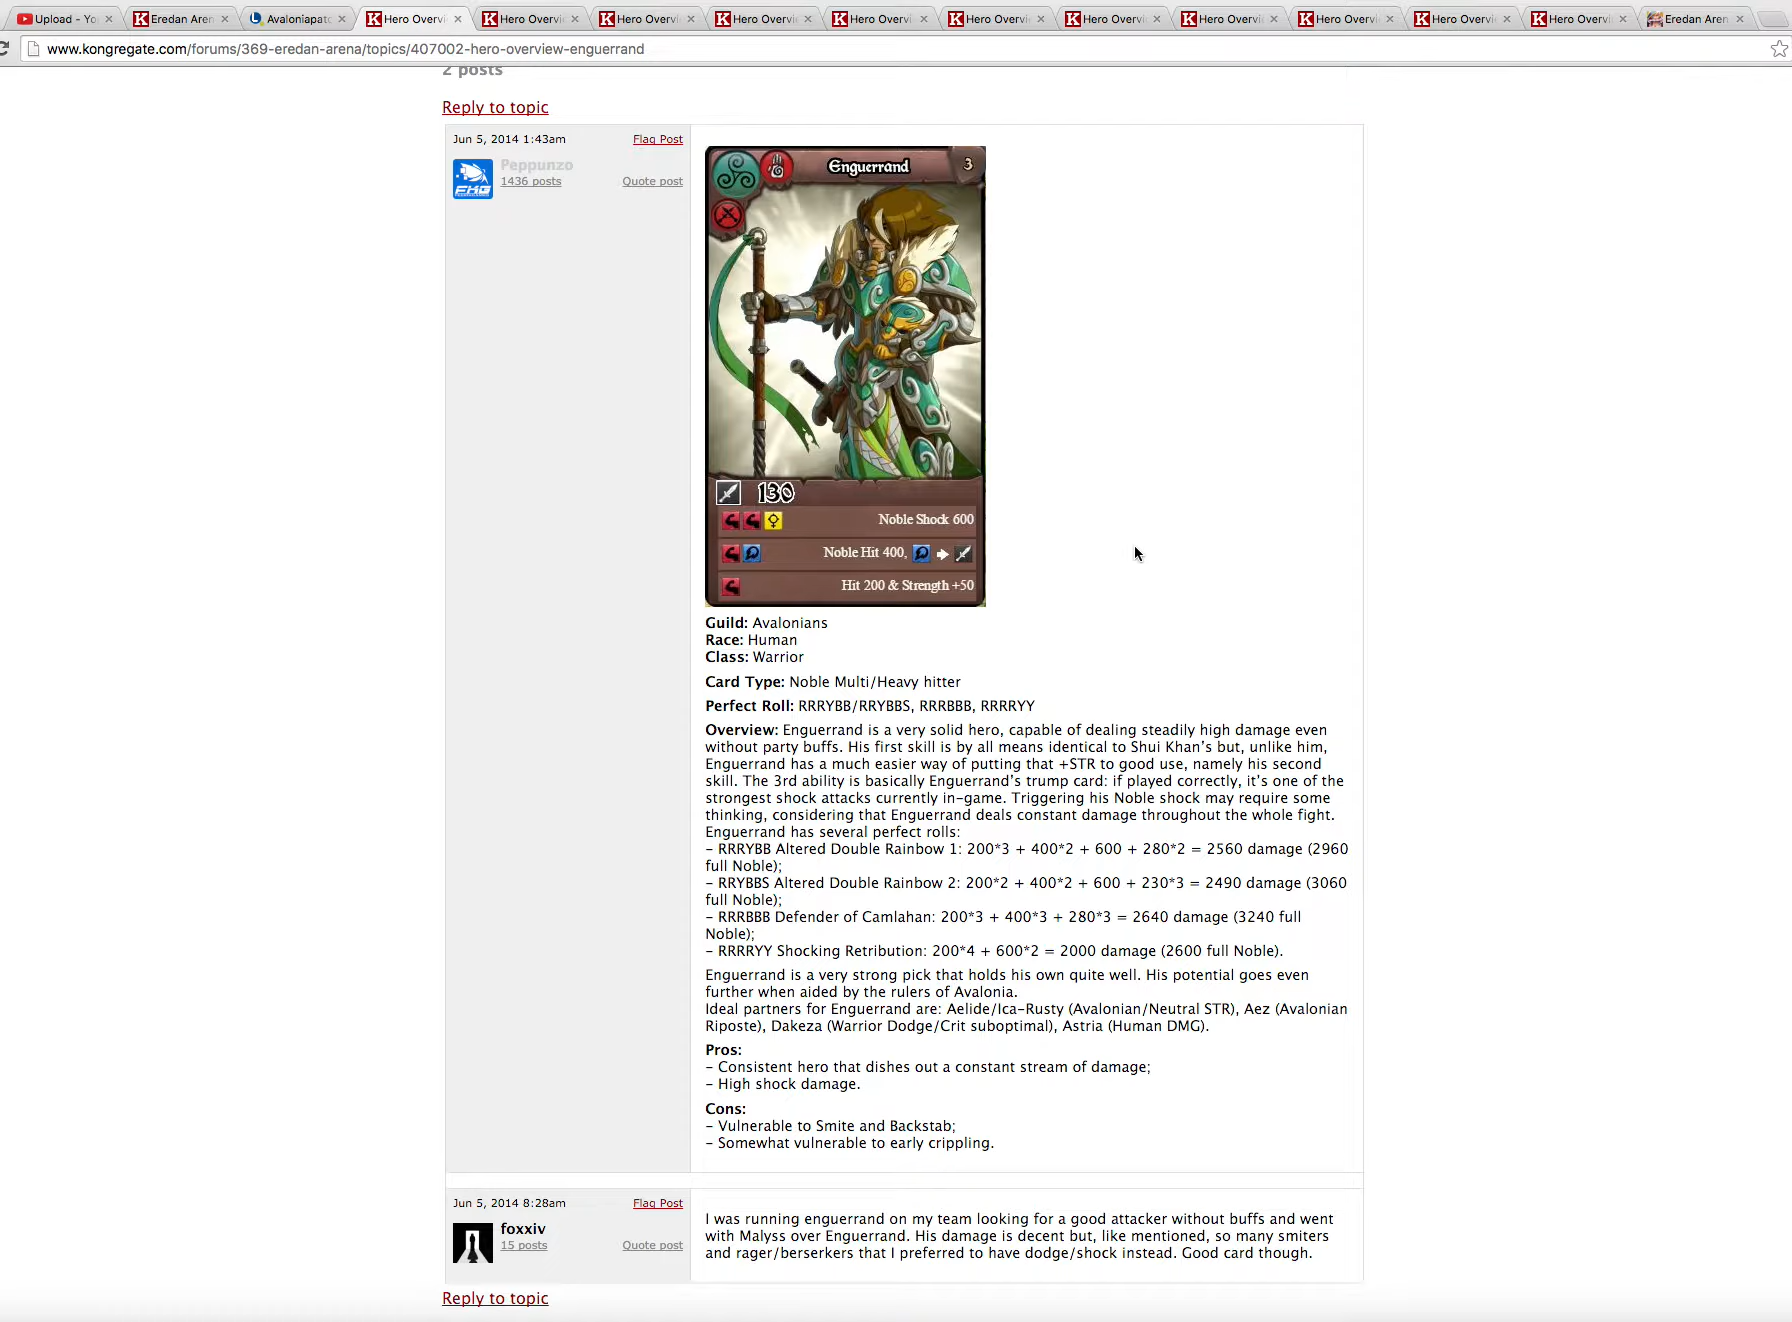 Upload - Yo
Eredan Aren
Avaloniapat
Hero Overvi
Hero Overvi
Hero Overvi
Hero Overvi
Hero Overvi
Hero Overvi
Hero Overvi
Hero Overvi
Hero Overvi
Hero Overvi
Hero Overvi
Eredan Aren
www.kongregate.com/forums/369-eredan-arena/topics/407002-hero-overview-enguerrand
2 posts
Reply to topic
Jun 5, 2014 1:43am
Flag Post
Peppunzo
1436 posts
Quote post
FKG
Enguerrand
3
130
Noble Shock 600
Noble Hit 400,
Hit 200 & Strength +50
Guild: Avalonians
Race: Human
Class: Warrior
Card Type: Noble Multi/Heavy hitter
Perfect Roll: RRRYBB/RRYBBS, RRRBBB, RRRRYY
Overview: Enguerrand is a very solid hero, capable of dealing steadily high damage even
without party buffs. His first skill is by all means identical to Shui Khan's but, unlike him,
Enguerrand has a much easier way of putting that +STR to good use, namely his second
skill. The 3rd ability is basically Enguerrand's trump card: if played correctly, it's one of the
strongest shock attacks currently in-game. Triggering his Noble shock may require some
thinking, considering that Enguerrand deals constant damage throughout the whole fight.
Enguerrand has several perfect rolls:
- RRRYBB Altered Double Rainbow 1: 200*3 + 400*2 + 600 + 280*2 = 2560 damage (2960
full Noble);
- RRYBBS Altered Double Rainbow 2: 200*2 + 400*2 + 600 + 230*3 = 2490 damage (3060
full Noble);
- RRRBBB Defender of Camlahan: 200*3 + 400*3 + 280*3 = 2640 damage (3240 full
Noble);
- RRRRYY Shocking Retribution: 200*4 + 600*2 = 2000 damage (2600 full Noble).
Enguerrand is a very strong pick that holds his own quite well. His potential goes even
further when aided by the rulers of Avalonia.
Ideal partners for Enguerrand are: Aelide/Ica-Rusty (Avalonian/Neutral STR), Aez (Avalonian
Riposte), Dakeza (Warrior Dodge/Crit suboptimal), Astria (Human DMG).
Pros:
- Consistent hero that dishes out a constant stream of damage;
- High shock damage.
Cons:
- Vulnerable to Smite and Backstab;
- Somewhat vulnerable to early crippling.
Jun 5, 2014 8:28am
Flag Post
foxxiv
15 posts
Quote post
I was running enguerrand on my team looking for a good attacker without buffs and went
with Malyss over Enguerrand. His damage is decent but, like mentioned, so many smiters
and rager/berserkers that I preferred to have dodge/shock instead. Good card though.
Reply to topic